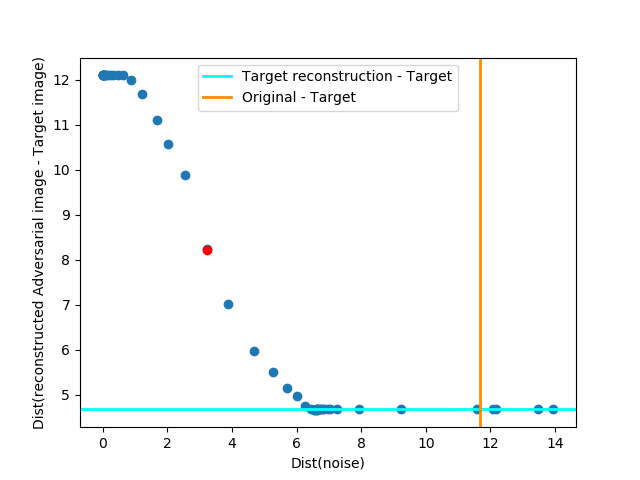 Target reconstruction - Target
Original - Target
12
11
10
9
8
7
6
5
0 2 4 6 8 10 12 14
Dist(noise)
Dist(reconstructed Adversarial image - Target image)